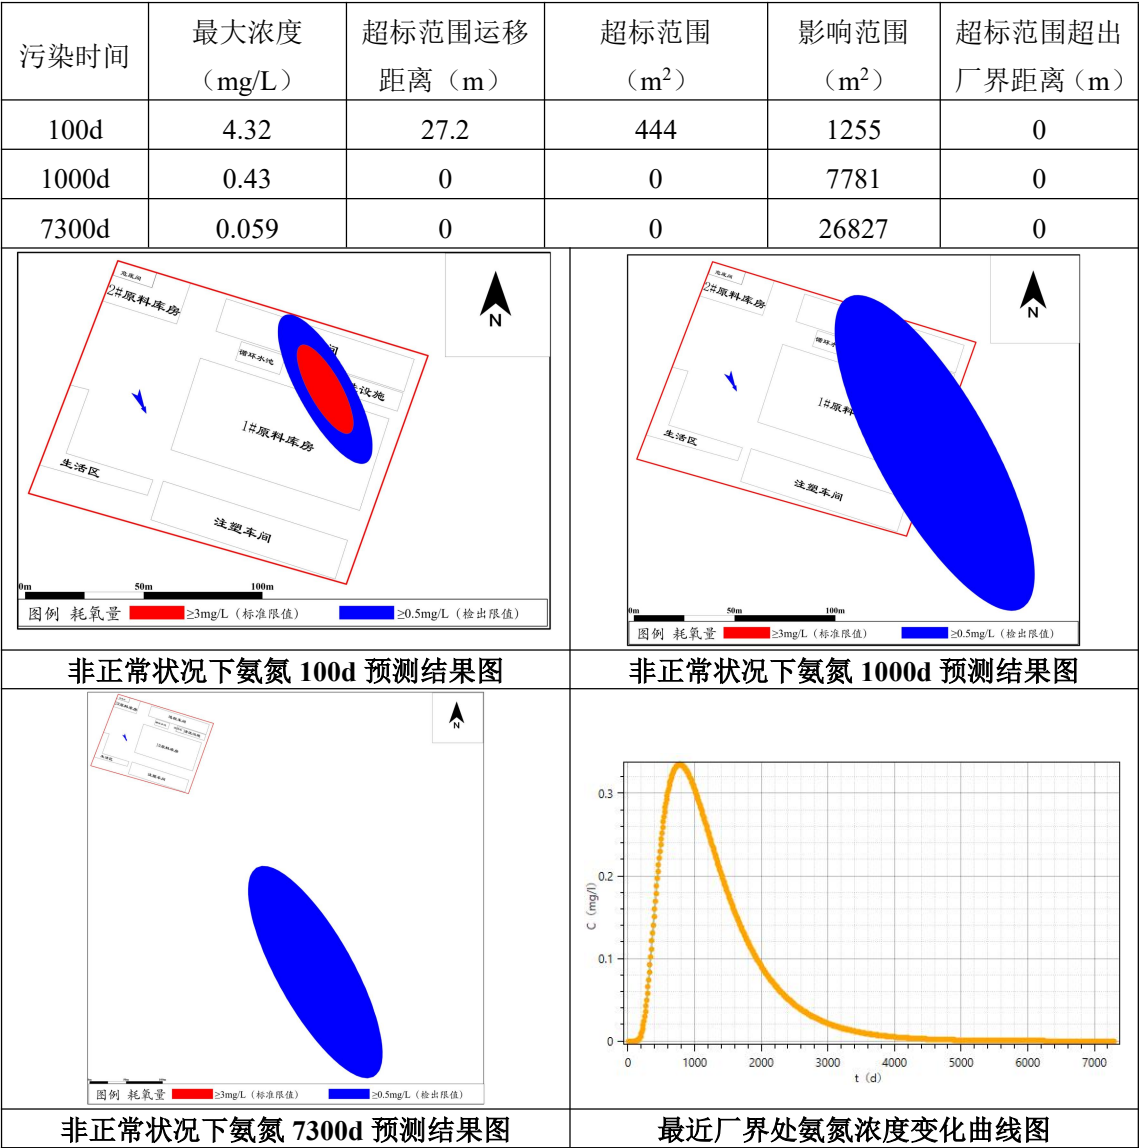 污染时间 最大浓度（mg/L） 超标范围运移距离（m） 超标范围（m²） 影响范围（m²） 超标范围超出厂界距离（m）
100d 4.32 27.2 444 1255 0
1000d 0.43 0 0 7781 0
7300d 0.059 0 0 26827 0
危废间
2#原料库房
间
循环水池
设施
1#原料库房
生活区
注塑车间
N
0m 50m 100m
图例 耗氧量 ≥3mg/L（标准限值） ≥0.5mg/L（检出限值）
危废间
2#原料库房
循环水
1#原料
生活区
注塑车间
N
0m 50m 100m
图例 耗氧量 ≥3mg/L（标准限值） ≥0.5mg/L（检出限值）
非正常状况下氨氮 100d 预测结果图 非正常状况下氨氮 1000d 预测结果图
N
图例 耗氧量 ≥3mg/L（标准限值） ≥0.5mg/L（检出限值）
0.3
0.2
0.1
0
C（mg/l）
0 1000 2000 3000 4000 5000 6000 7000
t（d）
非正常状况下氨氮 7300d 预测结果图 最近厂界处氨氮浓度变化曲线图